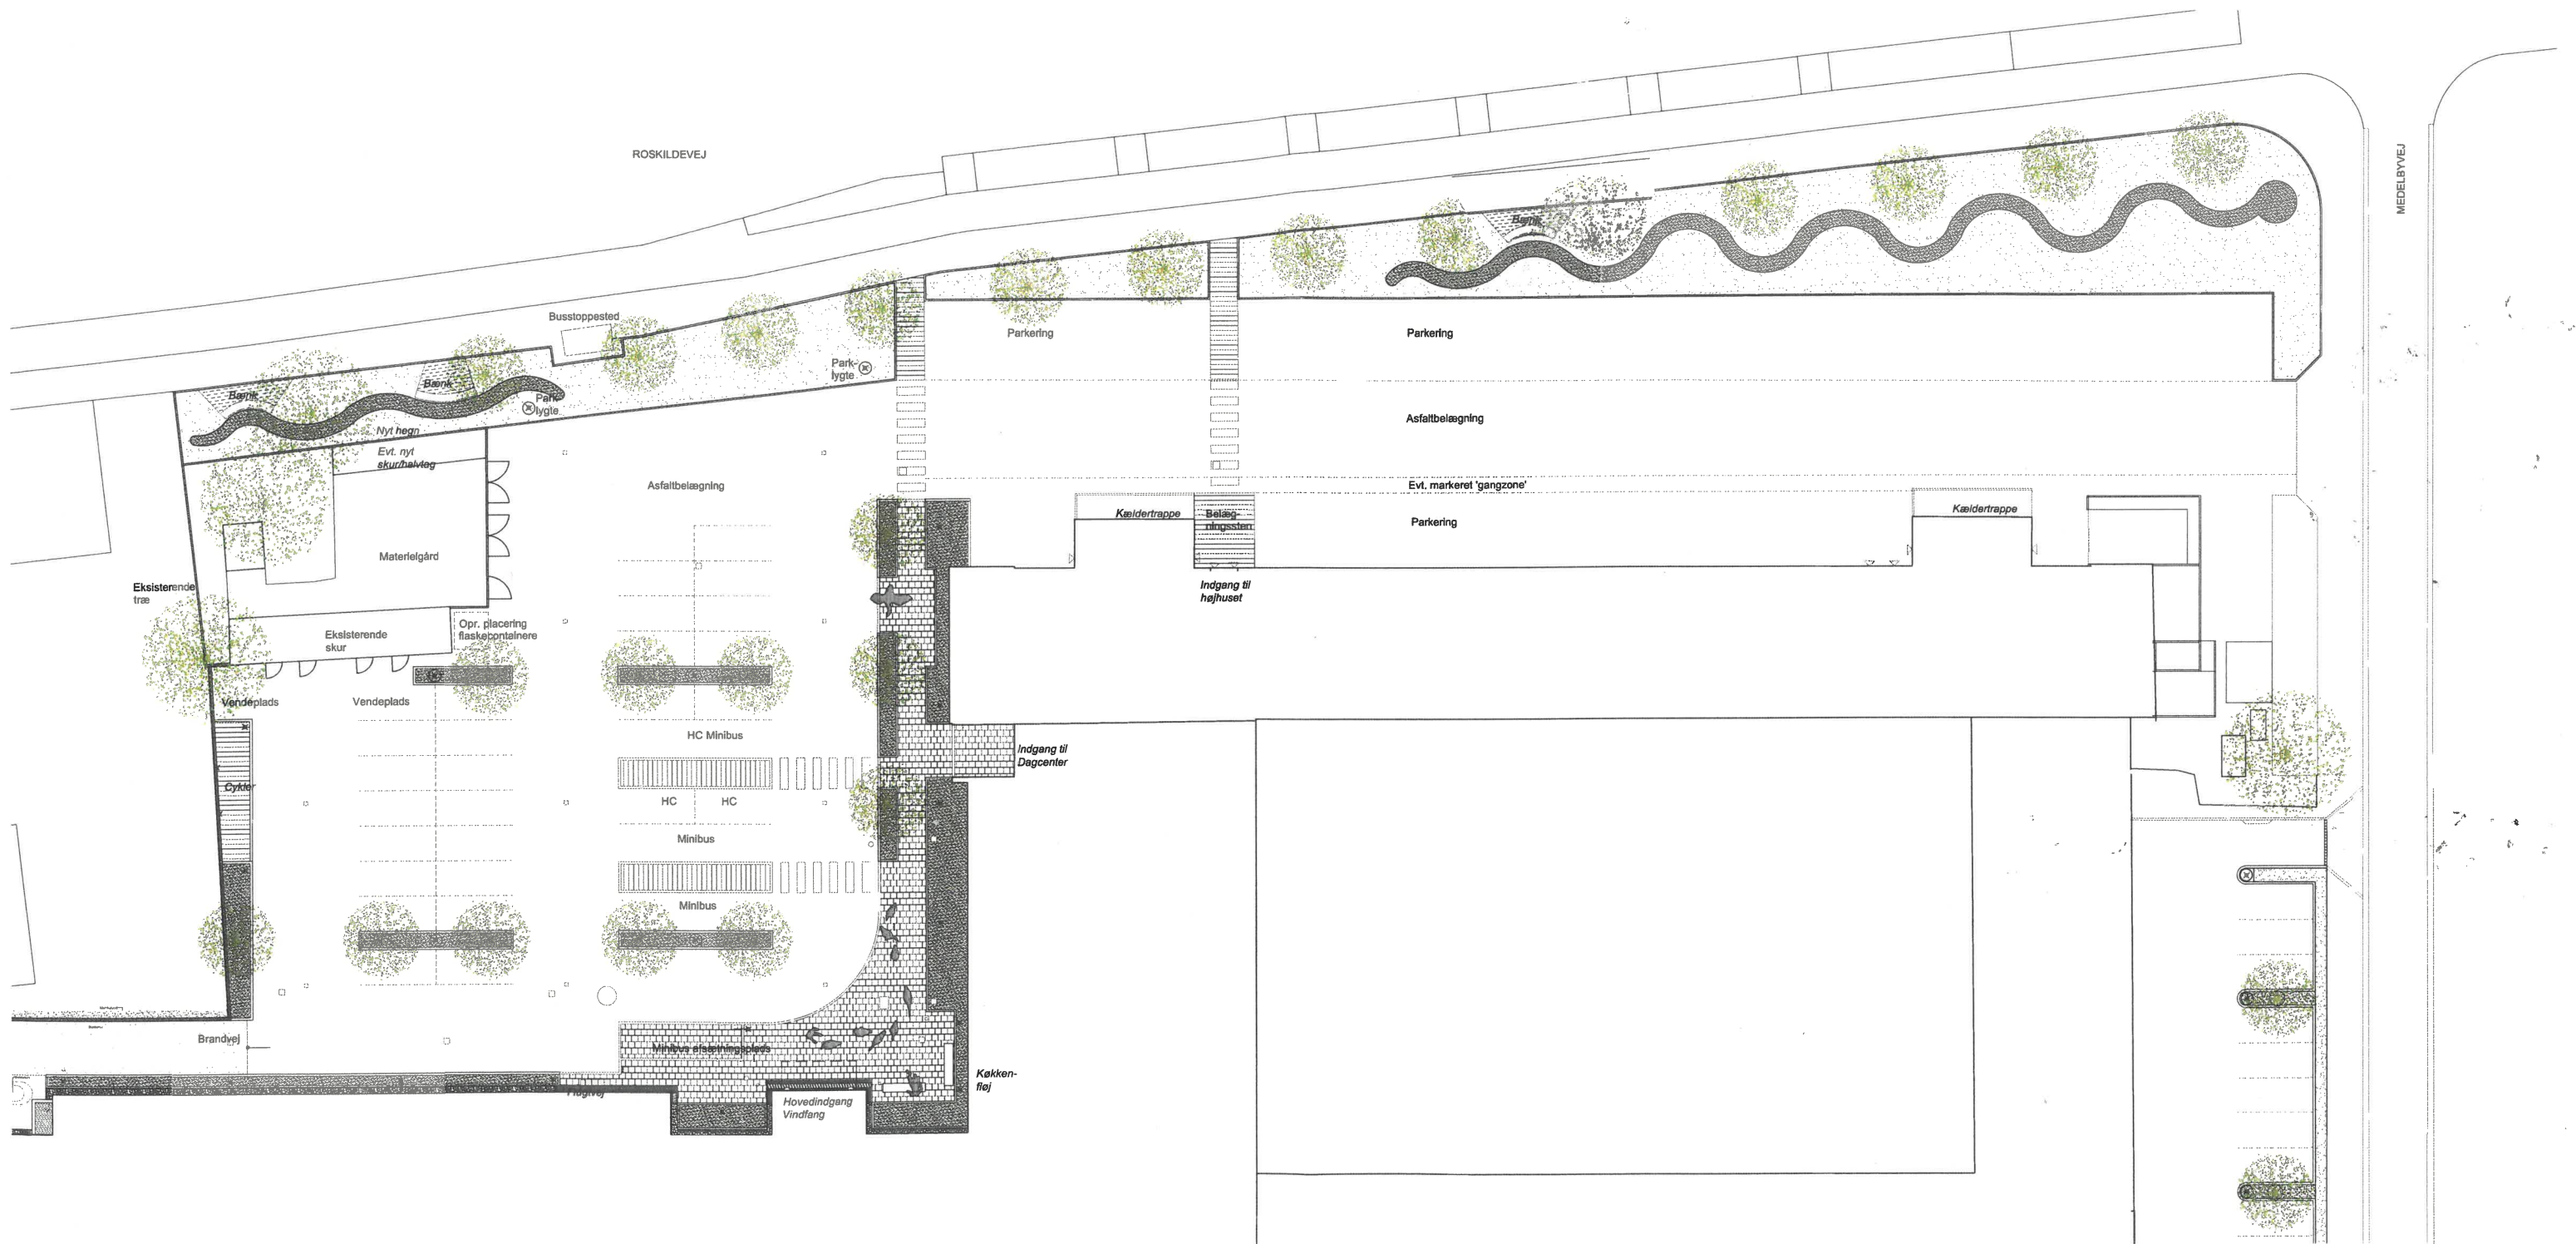 ROSKILDEVEJ
MEDELBYVEJ
Bænk
Busstoppested
Parkering
Parkering
Park-
lygte
Bænk
Bænk
Park-
lygte
Nyt hegn
Evt. nyt
skur/halvtag
Asfaltbelægning
Asfaltbelægning
Evt. markeret 'gangzone'
Kældertrappe
Belæg-
ningssten
Parkering
Kældertrappe
Materielgård
Eksisterende
træ
Indgang til
højhuset
Opr. placering
flaskecontainere
Eksisterende
skur
Vendeplads
Vendeplads
HC Minibus
Indgang til
Dagcenter
Cykler
HC
HC
Minibus
Minibus
Brandvej
Minibus afsætningsplads
Køkken-
fløj
Flugtvej
Hovedindgang
Vindfang